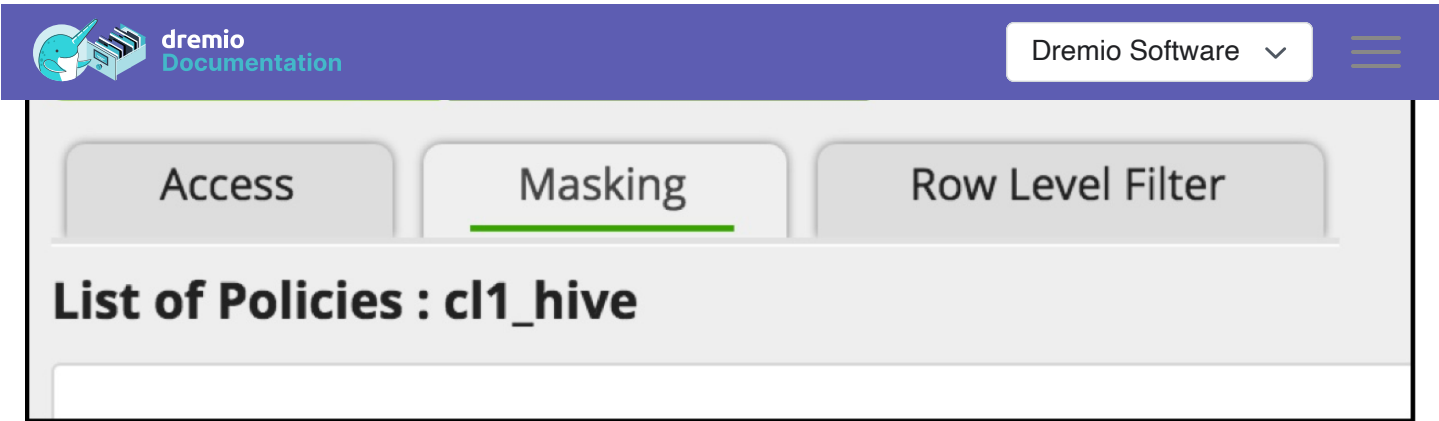 dremio
Documentation
Dremio Software
Access Masking Row Level Filter
List of Policies : cl1_hive